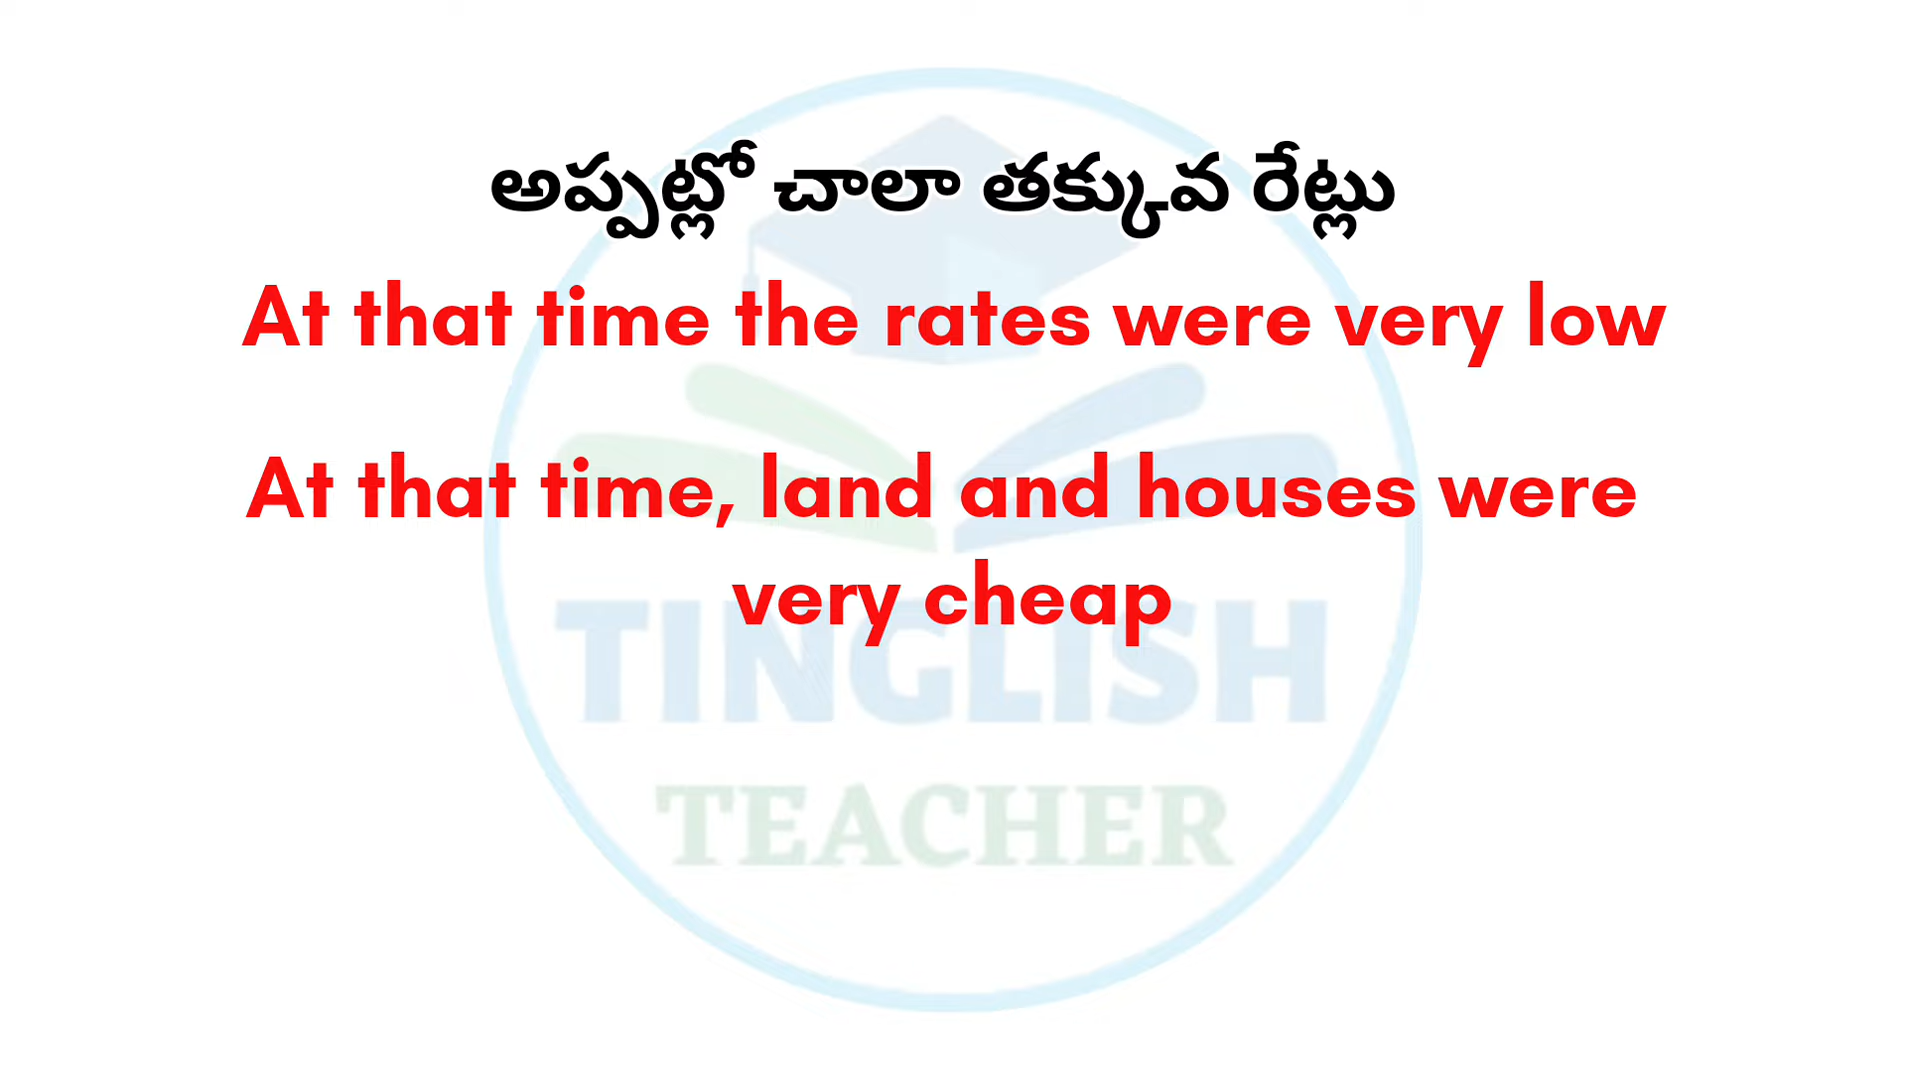 అప్పట్లో చాలా తక్కువ రేట్లు
At that time the rates were very low
At that time, land and houses were
very cheap
TINGLISH
TEACHER